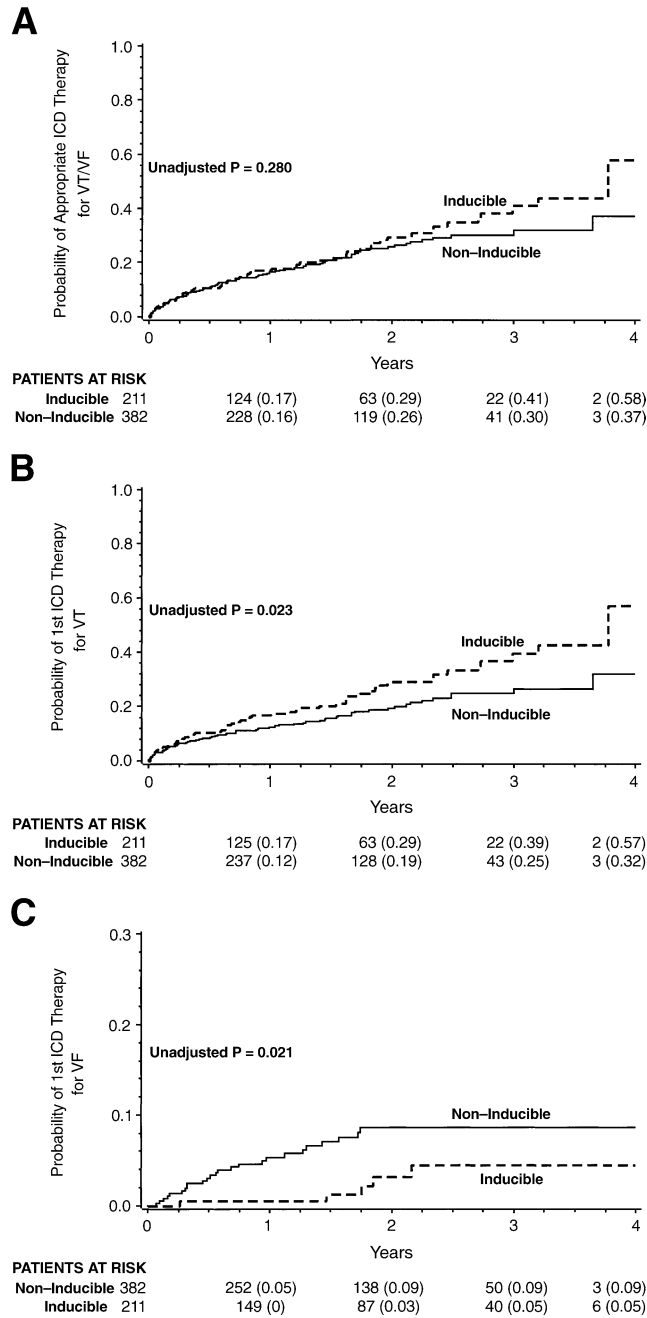 A
Probability of Appropriate ICD Therapy
for VT/VF
1.0
0.8
0.6
0.4
0.2
0.0
Unadjusted P = 0.280
Inducible
Non–Inducible
0 1 2 3 4
Years
PATIENTS AT RISK
Inducible 211 124 (0.17) 63 (0.29) 22 (0.41) 2 (0.58)
Non–Inducible 382 228 (0.16) 119 (0.26) 41 (0.30) 3 (0.37)
B
Probability of 1st ICD Therapy
for VT
1.0
0.8
0.6
0.4
0.2
0.0
Unadjusted P = 0.023
Inducible
Non–Inducible
0 1 2 3 4
Years
PATIENTS AT RISK
Inducible 211 125 (0.17) 63 (0.29) 22 (0.39) 2 (0.57)
Non–Inducible 382 237 (0.12) 128 (0.19) 43 (0.25) 3 (0.32)
C
Probability of 1st ICD Therapy
for VF
0.3
0.2
0.1
0.0
Unadjusted P = 0.021
Non–Inducible
Inducible
0 1 2 3 4
Years
PATIENTS AT RISK
Non–Inducible 382 252 (0.05) 138 (0.09) 50 (0.09) 3 (0.09)
Inducible 211 149 (0) 87 (0.03) 40 (0.05) 6 (0.05)